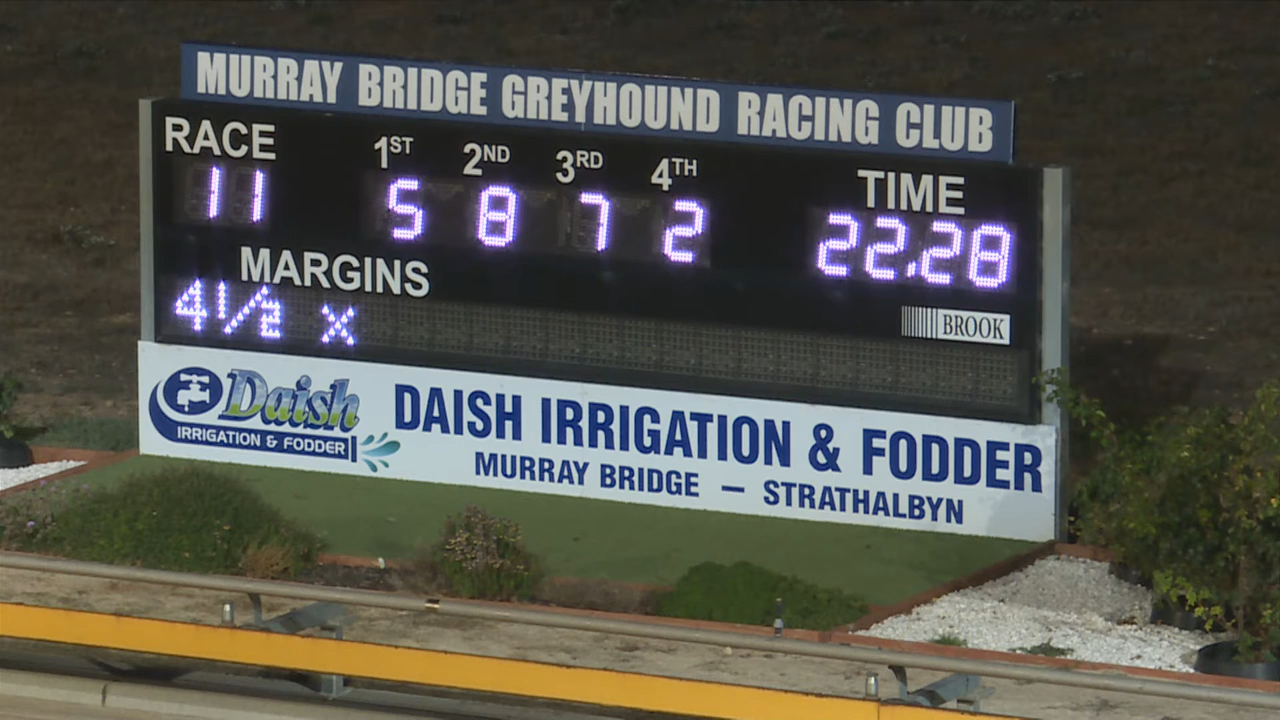 MURRAY BRIDGE GREYHOUND RACING CLUB
RACE 1ST 2ND 3RD 4TH TIME
11 5 8 7 2 22.28
MARGINS
4 1/2 x
BROOK
Daish
IRRIGATION & FODDER
DAISH IRRIGATION & FODDER
MURRAY BRIDGE – STRATHALBYN